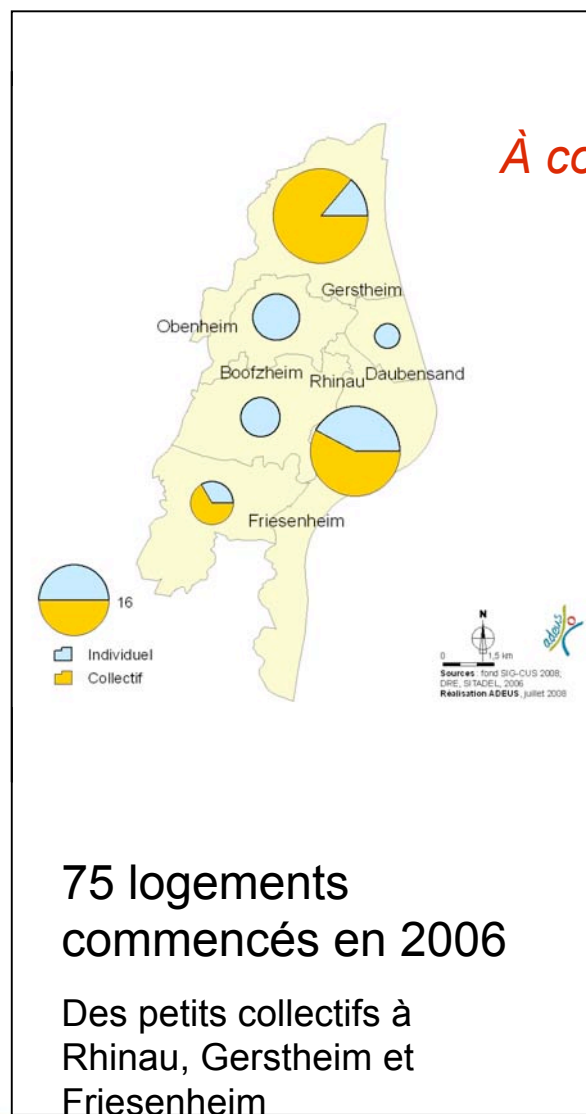 À co
Gerstheim
Obenheim
Boofzheim
Rhinau
Daubensand
Friesenheim
16
Individuel
Collectif
N
0 1,5 km
adeus
Sources : fond SIG-CUS 2008;
DRE, SITADEL, 2006
Réalisation ADEUS, juillet 2008
75 logements
commencés en 2006
Des petits collectifs à
Rhinau, Gerstheim et
Friesenheim